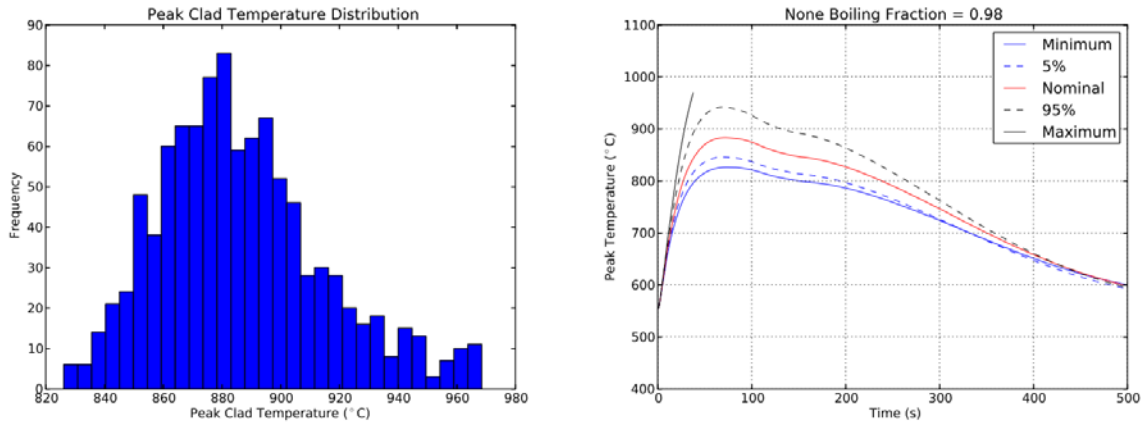 Peak Clad Temperature Distribution
90
80
70
60
50
40
30
20
10
0
Frequency
820 840 860 880 900 920 940 960 980
Peak Clad Temperature (°C)
None Boiling Fraction = 0.98
1100
1000
900
800
700
600
500
400
Peak Temperature (°C)
Minimum
5%
Nominal
95%
Maximum
0 100 200 300 400 500
Time (s)